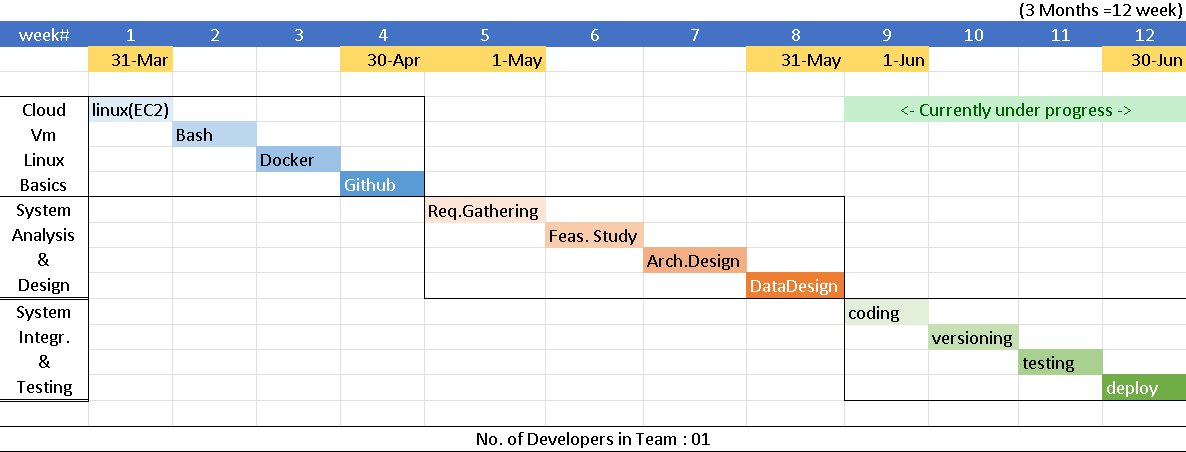 (3 Months =12 week)
week# 1 2 3 4 5 6 7 8 9 10 11 12
31-Mar 30-Apr 1-May 31-May 1-Jun 30-Jun
Cloud linux(EC2) <- Currently under progress ->
Vm Bash
Linux Docker
Basics Github
System Req.Gathering
Analysis Feas. Study
& Arch.Design
Design DataDesign
System coding
Integr. versioning
& testing
Testing deploy
No. of Developers in Team : 01